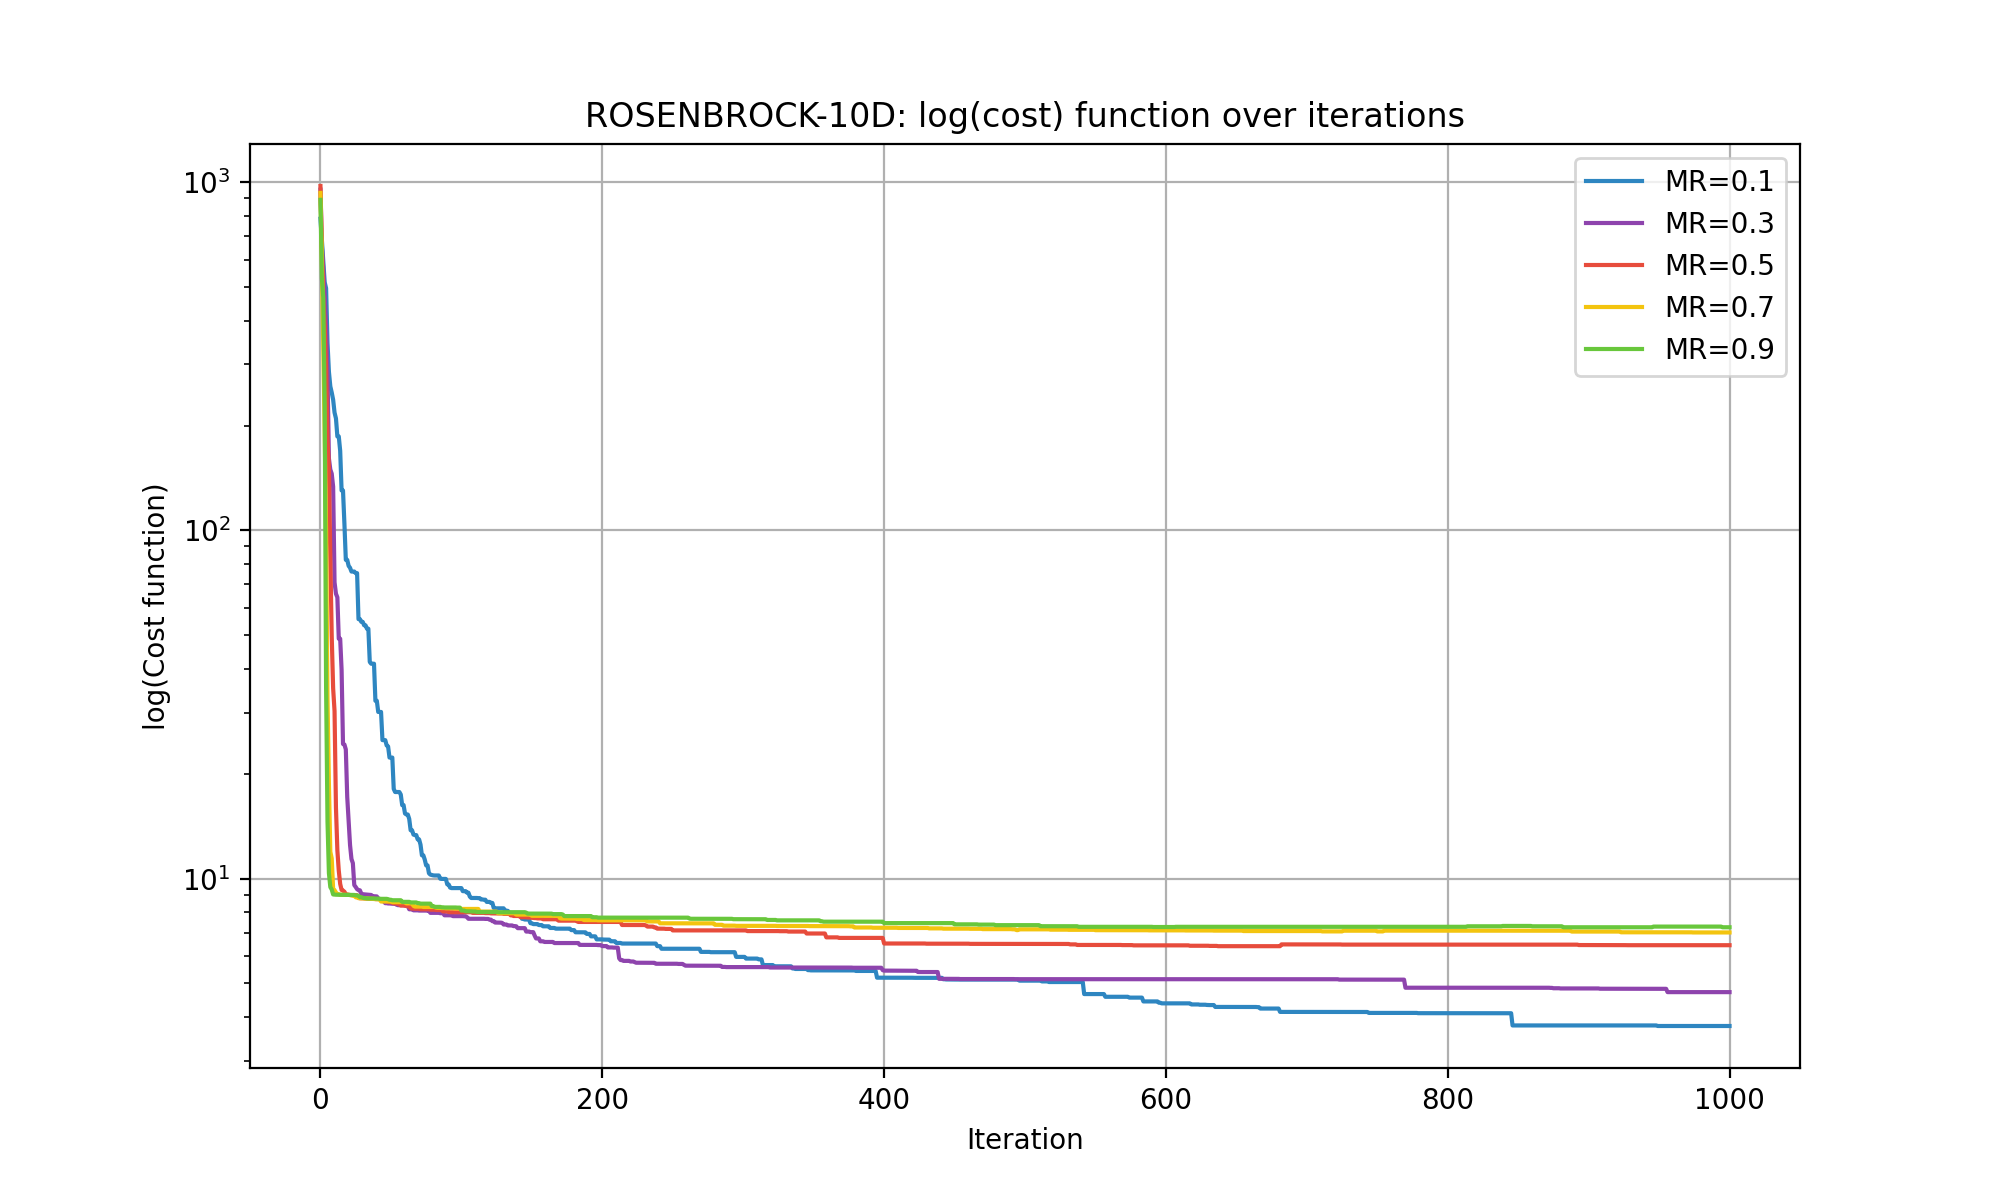 ROSENBROCK-10D: log(cost) function over iterations
10³
10²
10¹
log(Cost function)
MR=0.1
MR=0.3
MR=0.5
MR=0.7
MR=0.9
0 200 400 600 800 1000
Iteration